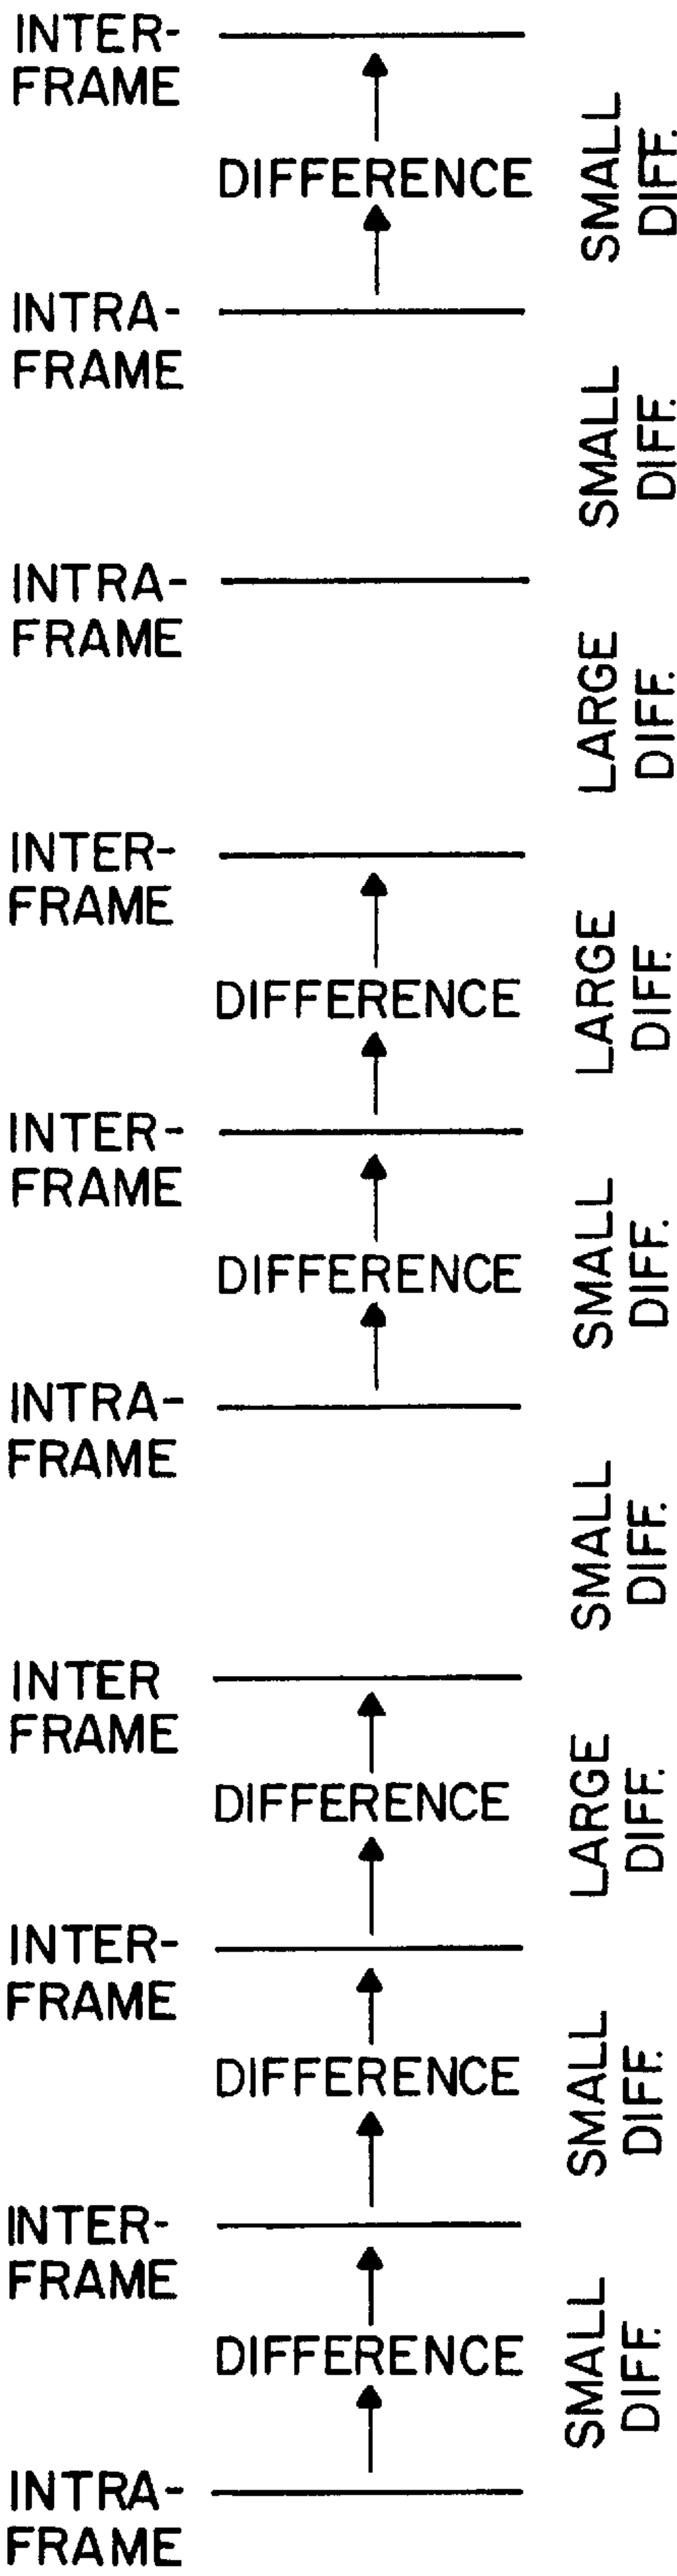 INTER-
FRAME
DIFFERENCE
SMALL
DIFF.
INTRA-
FRAME
SMALL
DIFF.
INTRA-
FRAME
LARGE
DIFF.
INTER-
FRAME
DIFFERENCE
LARGE
DIFF.
INTER-
FRAME
DIFFERENCE
SMALL
DIFF.
INTRA-
FRAME
SMALL
DIFF.
INTER
FRAME
DIFFERENCE
LARGE
DIFF.
INTER-
FRAME
DIFFERENCE
SMALL
DIFF.
INTER-
FRAME
DIFFERENCE
SMALL
DIFF.
INTRA-
FRAME